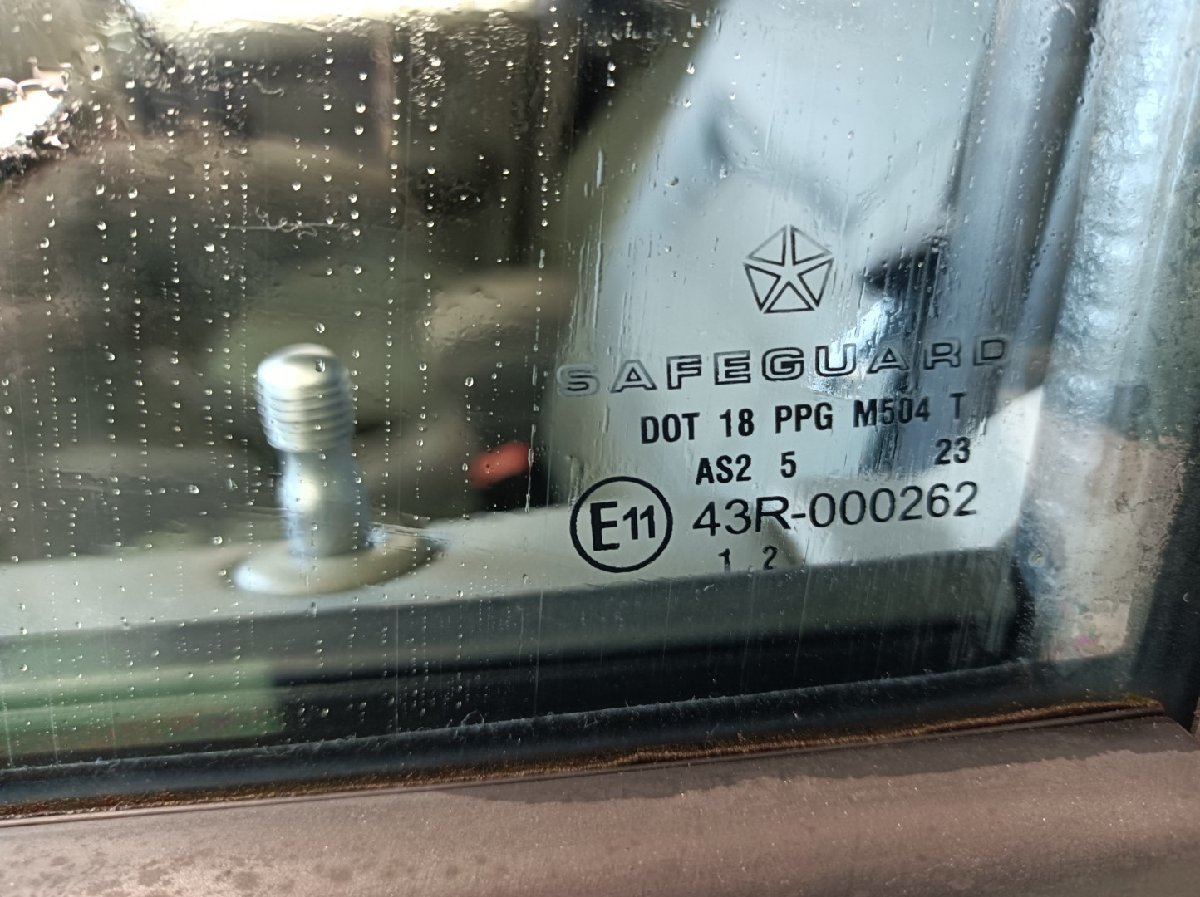 SAFEGUARD
DOT 18 PPG M504 T
AS2 5 23
E11 43R-000262
1 2